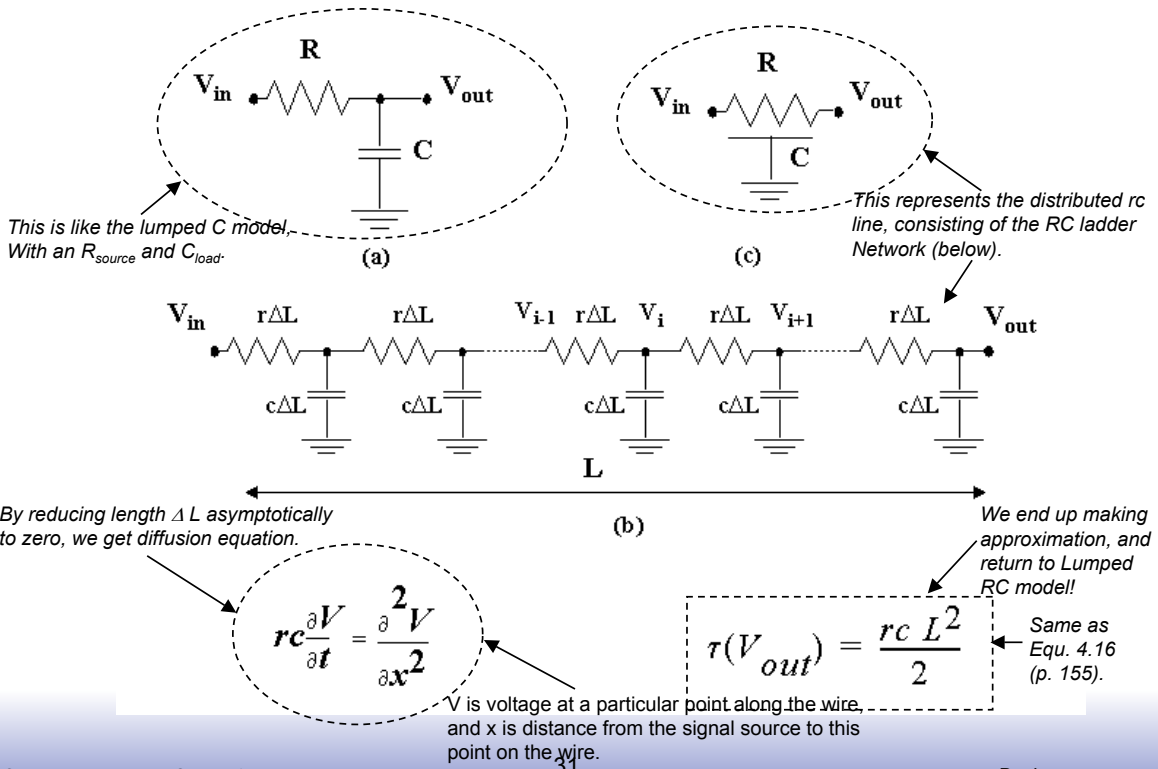 R
V_in
V_out
C
(a)
R
V_in
V_out
C
(c)
This is like the lumped C model,
With an R_source and C_load.
This represents the distributed rc
line, consisting of the RC ladder
Network (below).
V_in rΔL rΔL V_i-1 rΔL V_i rΔL V_i+1 rΔL V_out
cΔL cΔL cΔL cΔL cΔL
L
(b)
By reducing length Δ L asymptotically
to zero, we get diffusion equation.
We end up making
approximation, and
return to Lumped
RC model!
rc ∂V/∂t = ∂²V/∂x²
τ(V_out) = rc L²/2
Same as
Equ. 4.16
(p. 155).
V is voltage at a particular point along the wire,
and x is distance from the signal source to this
point on the wire.
31